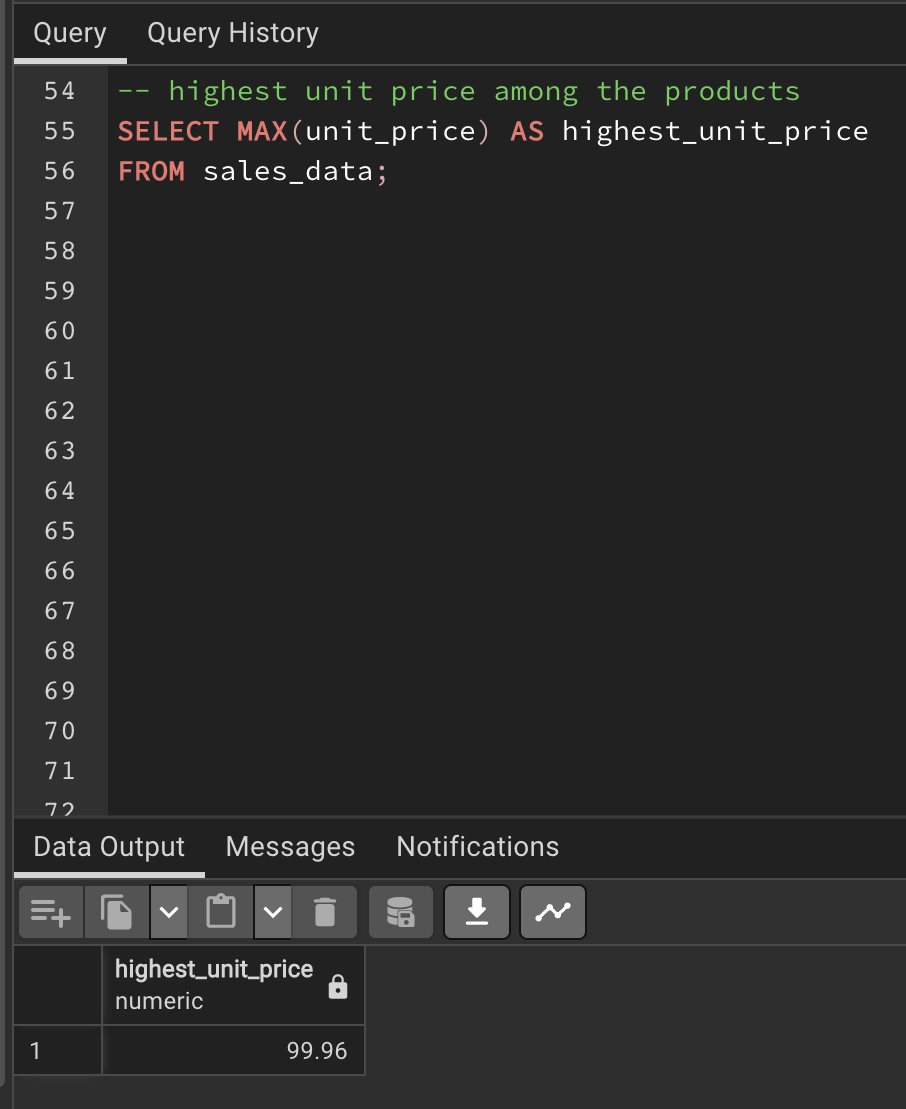 Query Query History
54 -- highest unit price among the products
55 SELECT MAX(unit_price) AS highest_unit_price
56 FROM sales_data;
57
58
59
60
61
62
63
64
65
66
67
68
69
70
71
72
Data Output Messages Notifications
highest_unit_price
numeric
1 99.96